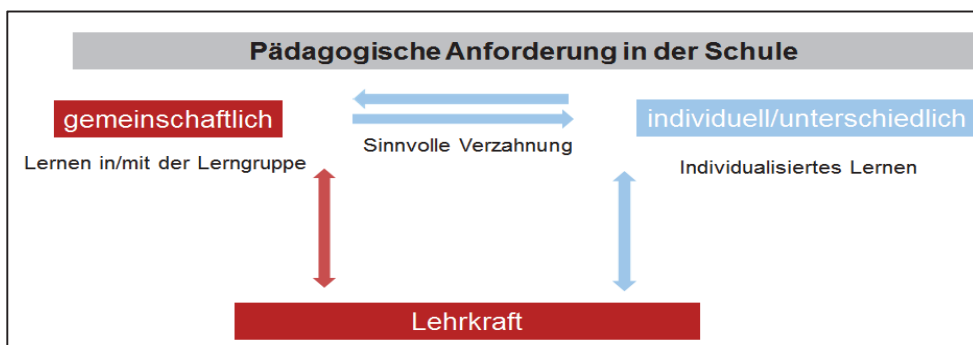 Pädagogische Anforderung in der Schule
gemeinschaftlich
individuell/unterschiedlich
Sinnvolle Verzahnung
Lernen in/mit der Lerngruppe
Individualisiertes Lernen
Lehrkraft